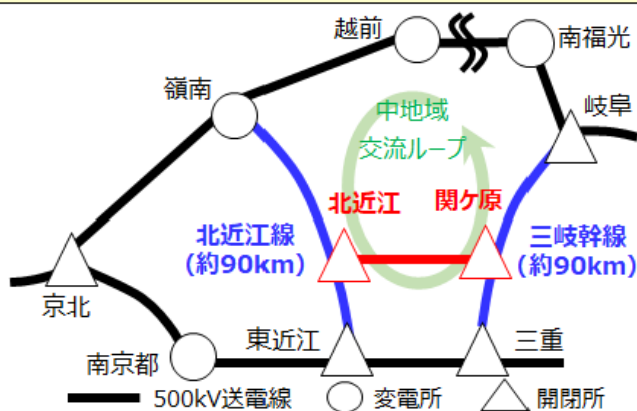 越前
南福光
嶺南
中地域
交流ループ
岐阜
北近江
関ケ原
北近江線
（約90km）
三岐幹線
（約90km）
京北
東近江
三重
南京都
500kV送電線
変電所
開閉所